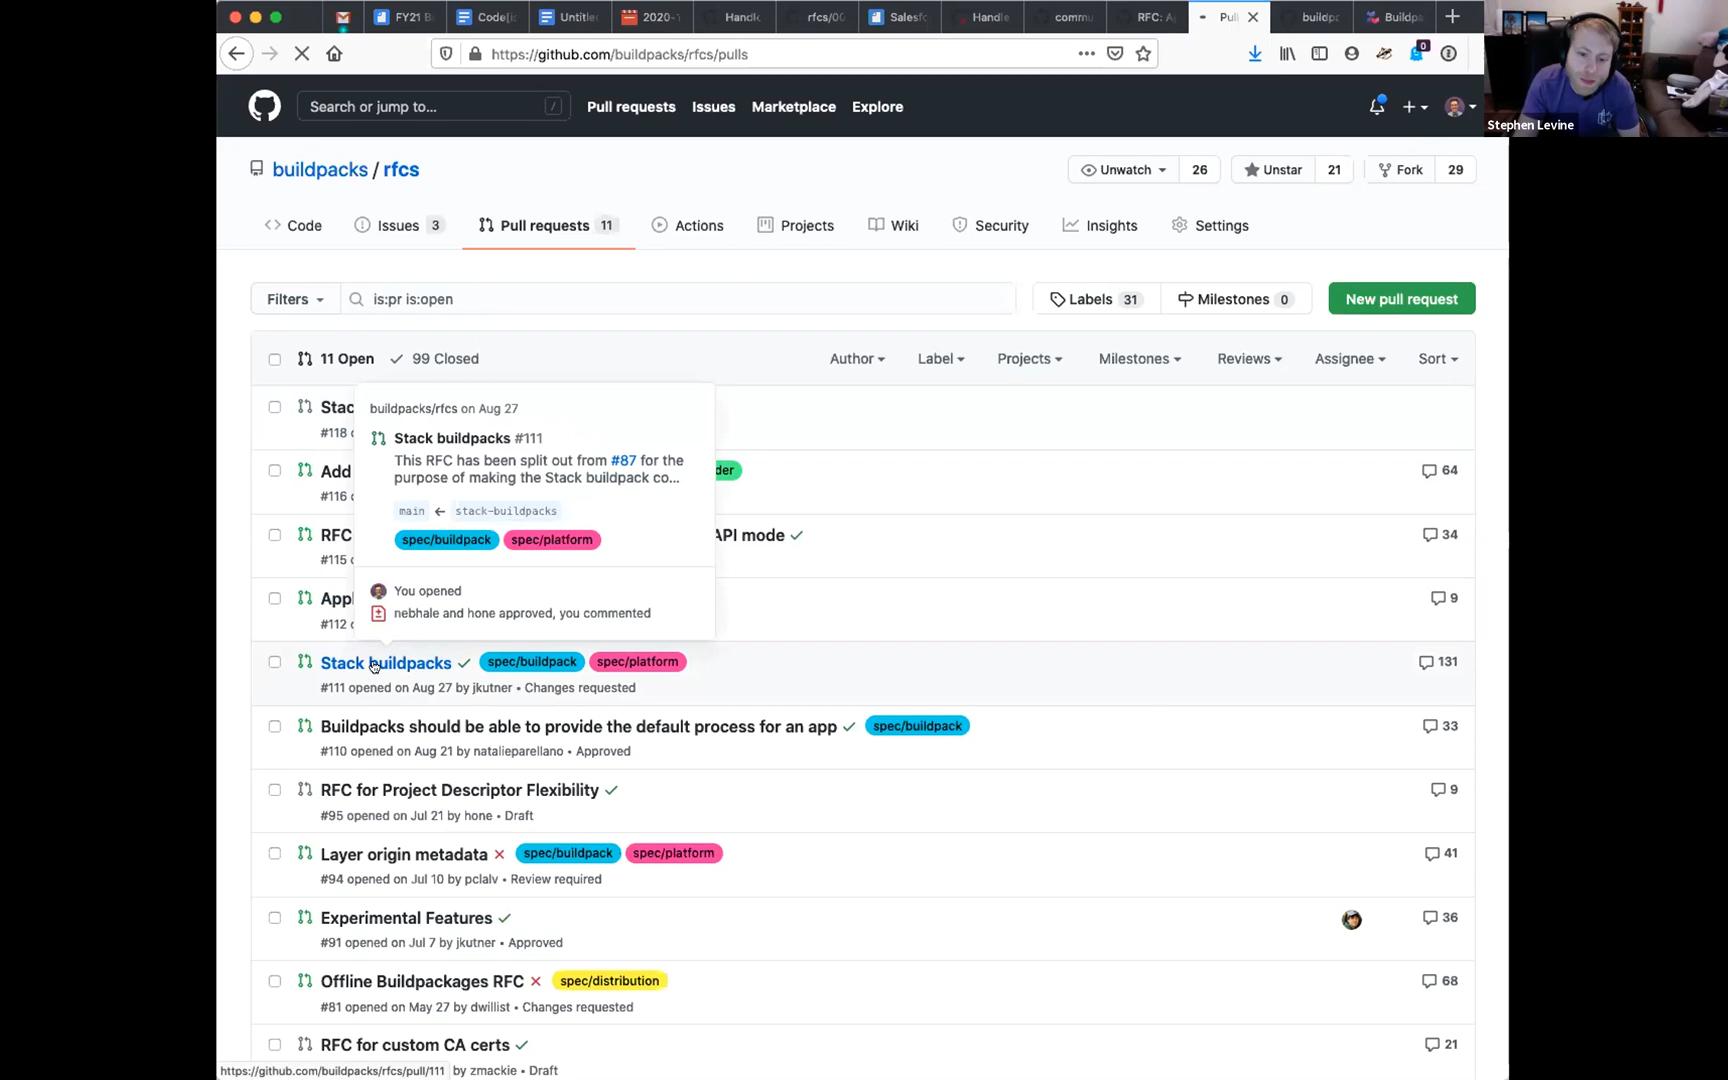 FY21 B
Code[i
Untitle
2020-
Handl
rfcs/00
Salesf
Handle
commu
RFC: A
Pull
buildpc
Buildpa
https://github.com/buildpacks/rfcs/pulls
0
Stephen Levine
Search or jump to...
/
Pull requests
Issues
Marketplace
Explore
buildpacks / rfcs
Unwatch 26
Unstar 21
Fork 29
Code
Issues 3
Pull requests 11
Actions
Projects
Wiki
Security
Insights
Settings
Filters
is:pr is:open
Labels 31
Milestones 0
New pull request
11 Open
99 Closed
Author
Label
Projects
Milestones
Reviews
Assignee
Sort
Stac
#118 o
buildpacks/rfcs on Aug 27
Stack buildpacks #111
This RFC has been split out from #87 for the
purpose of making the Stack buildpack co...
main ← stack-buildpacks
spec/buildpack spec/platform
You opened
nebhale and hone approved, you commented
Add
der
64
#116 o
RFC
API mode
34
#115 o
Appl
9
#112 o
Stack buildpacks spec/buildpack spec/platform 131
#111 opened on Aug 27 by jkutner • Changes requested
Buildpacks should be able to provide the default process for an app spec/buildpack 33
#110 opened on Aug 21 by natalieparellano • Approved
RFC for Project Descriptor Flexibility 9
#95 opened on Jul 21 by hone • Draft
Layer origin metadata spec/buildpack spec/platform 41
#94 opened on Jul 10 by pclalv • Review required
Experimental Features 36
#91 opened on Jul 7 by jkutner • Approved
Offline Buildpackages RFC spec/distribution 68
#81 opened on May 27 by dwillist • Changes requested
RFC for custom CA certs 21
https://github.com/buildpacks/rfcs/pull/111 by zmackie • Draft